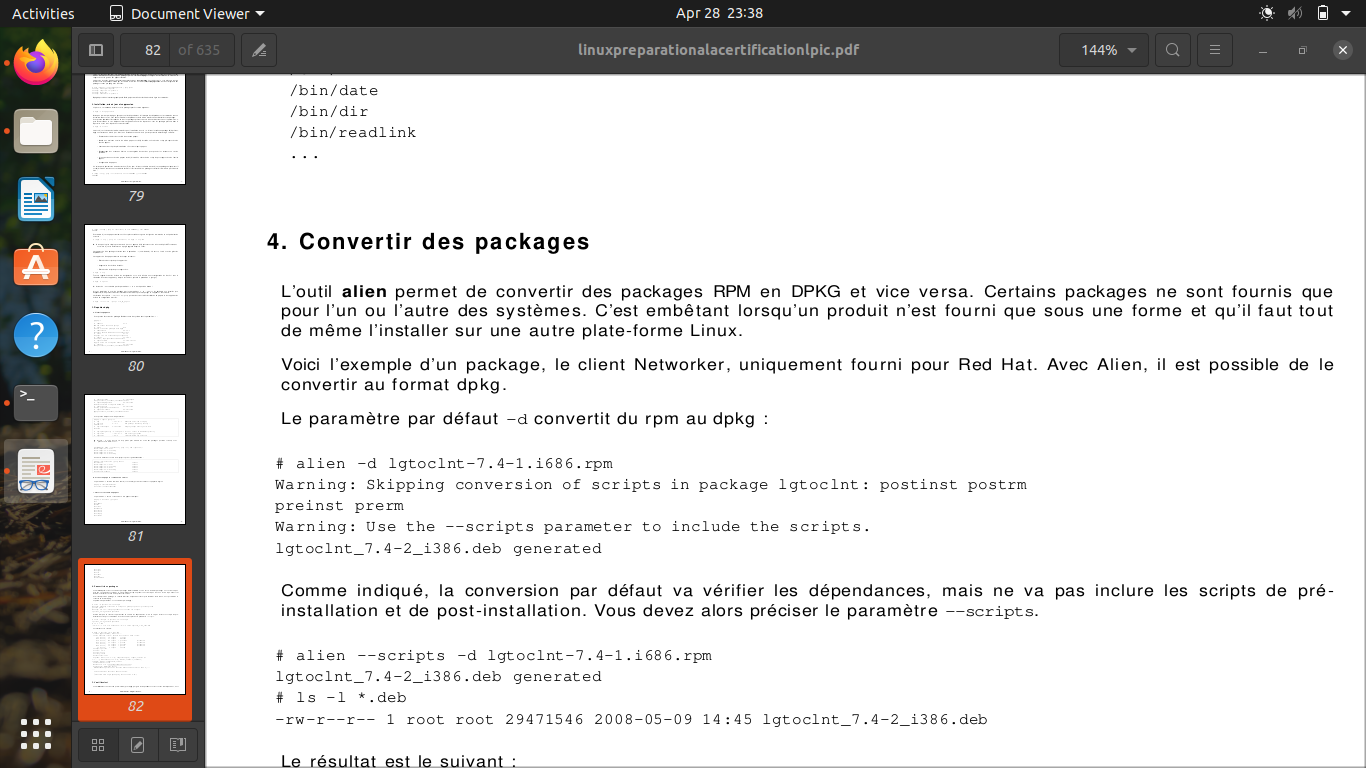 Activities
Document Viewer
Apr 28 23:38
82 of 635
linuxpreparationalacertificationlpic.pdf
144%
79
80
81
82
/bin/date
/bin/dir
/bin/readlink
...
4. Convertir des packages
L’outil alien permet de convertir des packages RPM en DPKG et vice versa. Certains packages ne sont fournis que
pour l’un ou l’autre des systèmes. C’est embêtant lorsqu’un produit n’est fourni que sous une forme et qu’il faut tout
de même l’installer sur une autre plateforme Linux.
Voici l’exemple d’un package, le client Networker, uniquement fourni pour Red Hat. Avec Alien, il est possible de le
convertir au format dpkg.
Le paramètre par défaut -d convertit du rpm au dpkg :
# alien -d lgtoclnt-7.4-1.i686.rpm
Warning: Skipping conversion of scripts in package lgtoclnt: postinst postrm
preinst prerm
Warning: Use the --scripts parameter to include the scripts.
lgtoclnt_7.4-2_i386.deb generated
Comme indiqué, la conversion par défaut va vérifier les dépendances, mais ne va pas inclure les scripts de pré-
installation et de post-installation. Vous devez alors préciser le paramètre --scripts.
# alien --scripts -d lgtoclnt-7.4-1.i686.rpm
lgtoclnt_7.4-2_i386.deb generated
# ls -l *.deb
-rw-r--r-- 1 root root 29471546 2008-05-09 14:45 lgtoclnt_7.4-2_i386.deb
Le résultat est le suivant :